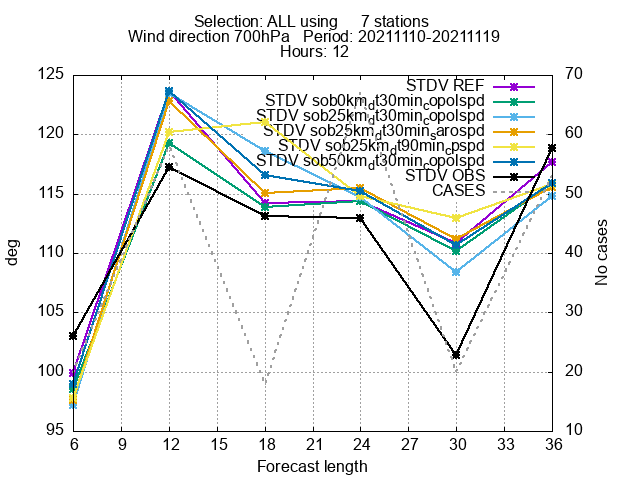 Selection: ALL using 7 stations
Wind direction 700hPa Period: 20211110-20211119
Hours: 12
125
120
115
110
105
100
95
70
60
50
40
30
20
10
STDV REF
STDV sob0km_dt30min_copolspd
STDV sob25km_dt30min_copolspd
STDV sob25km_dt30min_sarospd
STDV sob25km_dt90min_cpspd
STDV sob50km_dt30min_copolspd
STDV OBS
CASES
deg
No cases
6 9 12 15 18 21 24 27 30 33 36
Forecast length